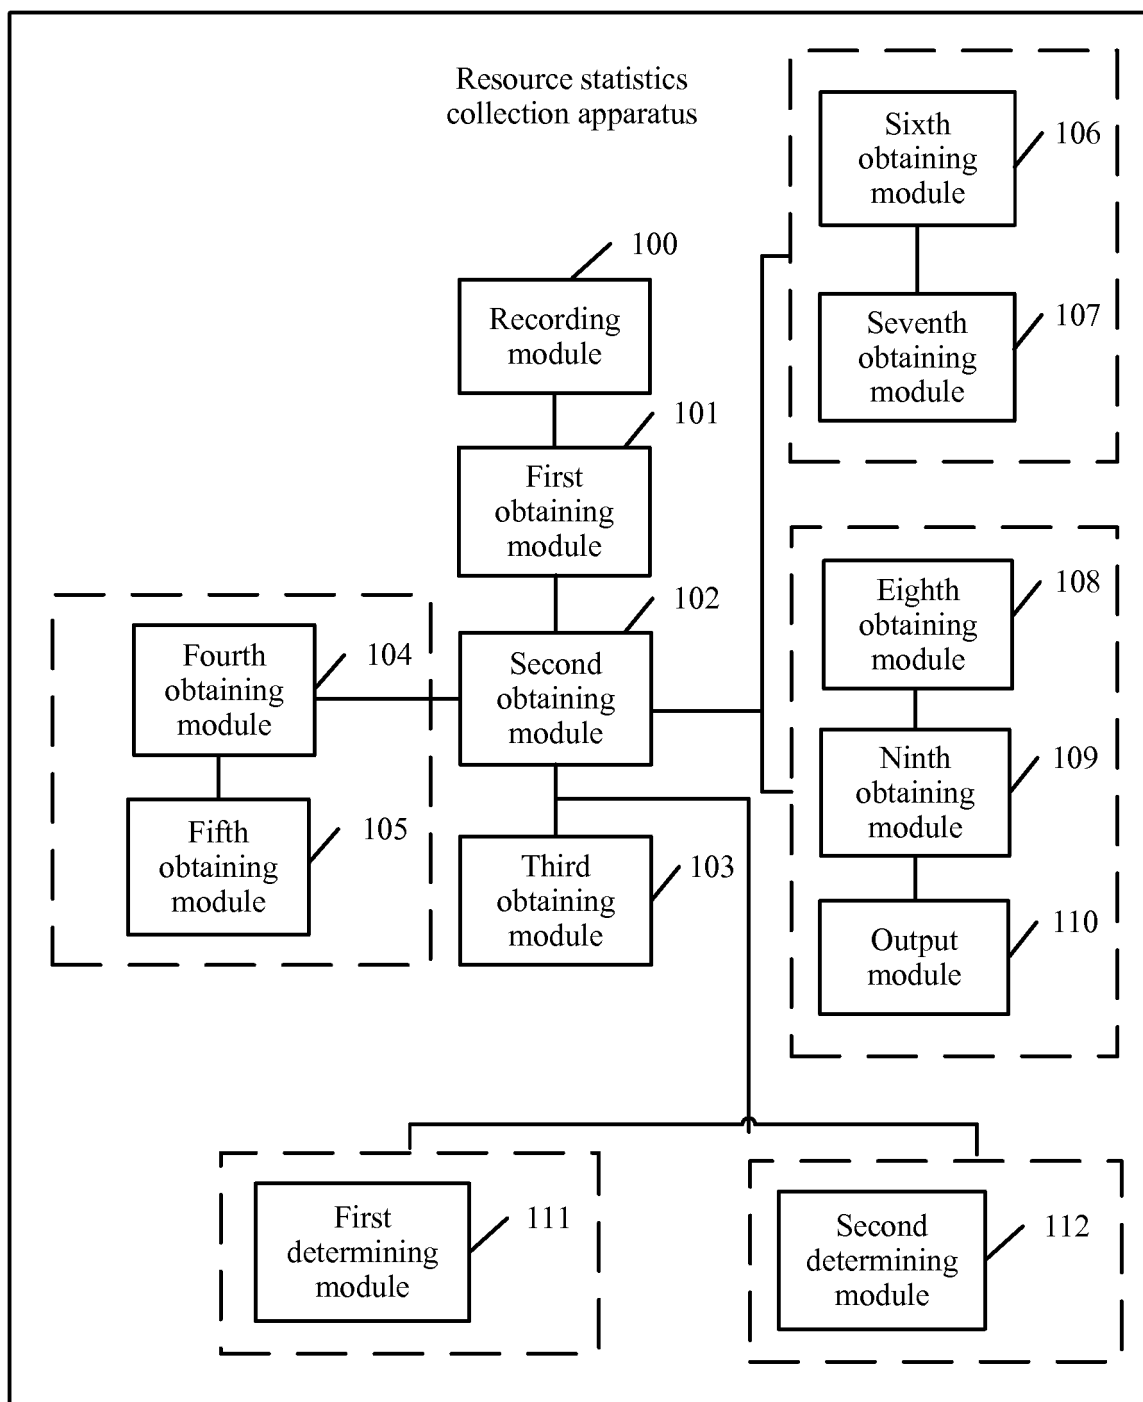 Resource statistics
collection apparatus
Sixth
obtaining
module
106
Seventh
obtaining
module
107
100
Recording
module
101
First
obtaining
module
102
Second
obtaining
module
Fourth
obtaining
module
104
Fifth
obtaining
module
105
Third
obtaining
module
103
Eighth
obtaining
module
108
Ninth
obtaining
module
109
Output
module
110
First
determining
module
111
Second
determining
module
112